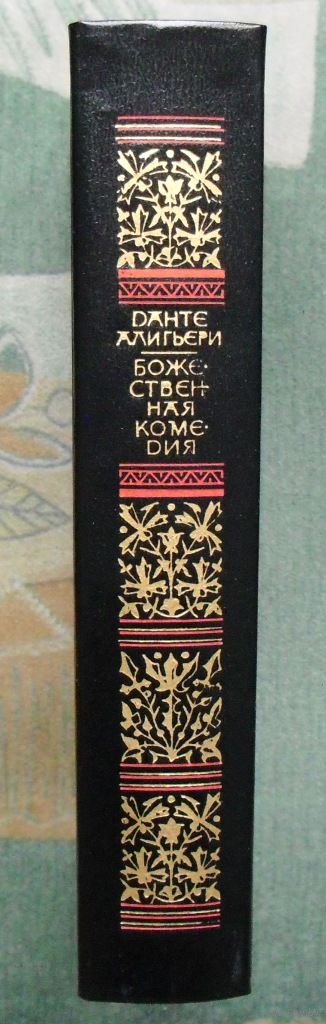 ДАНТЕ
АЛИГЬЕРИ
БОЖЕ-
СТВЕН-
НАЯ
КОМЕ-
ДИЯ